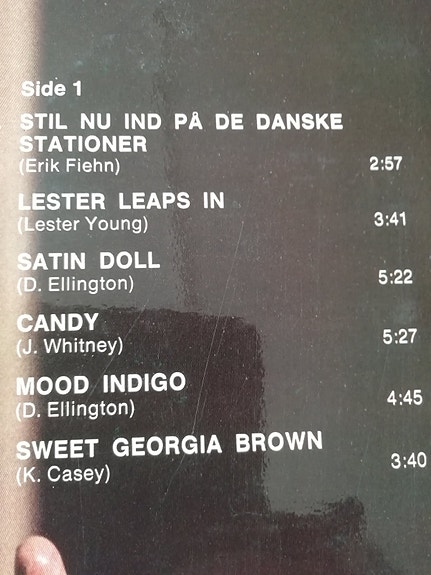 Side 1
STIL NU IND PÅ DE DANSKE
STATIONER
(Erik Fiehn) 2:57
LESTER LEAPS IN
(Lester Young) 3:41
SATIN DOLL
(D. Ellington) 5:22
CANDY
(J. Whitney) 5:27
MOOD INDIGO
(D. Ellington) 4:45
SWEET GEORGIA BROWN
(K. Casey) 3:40